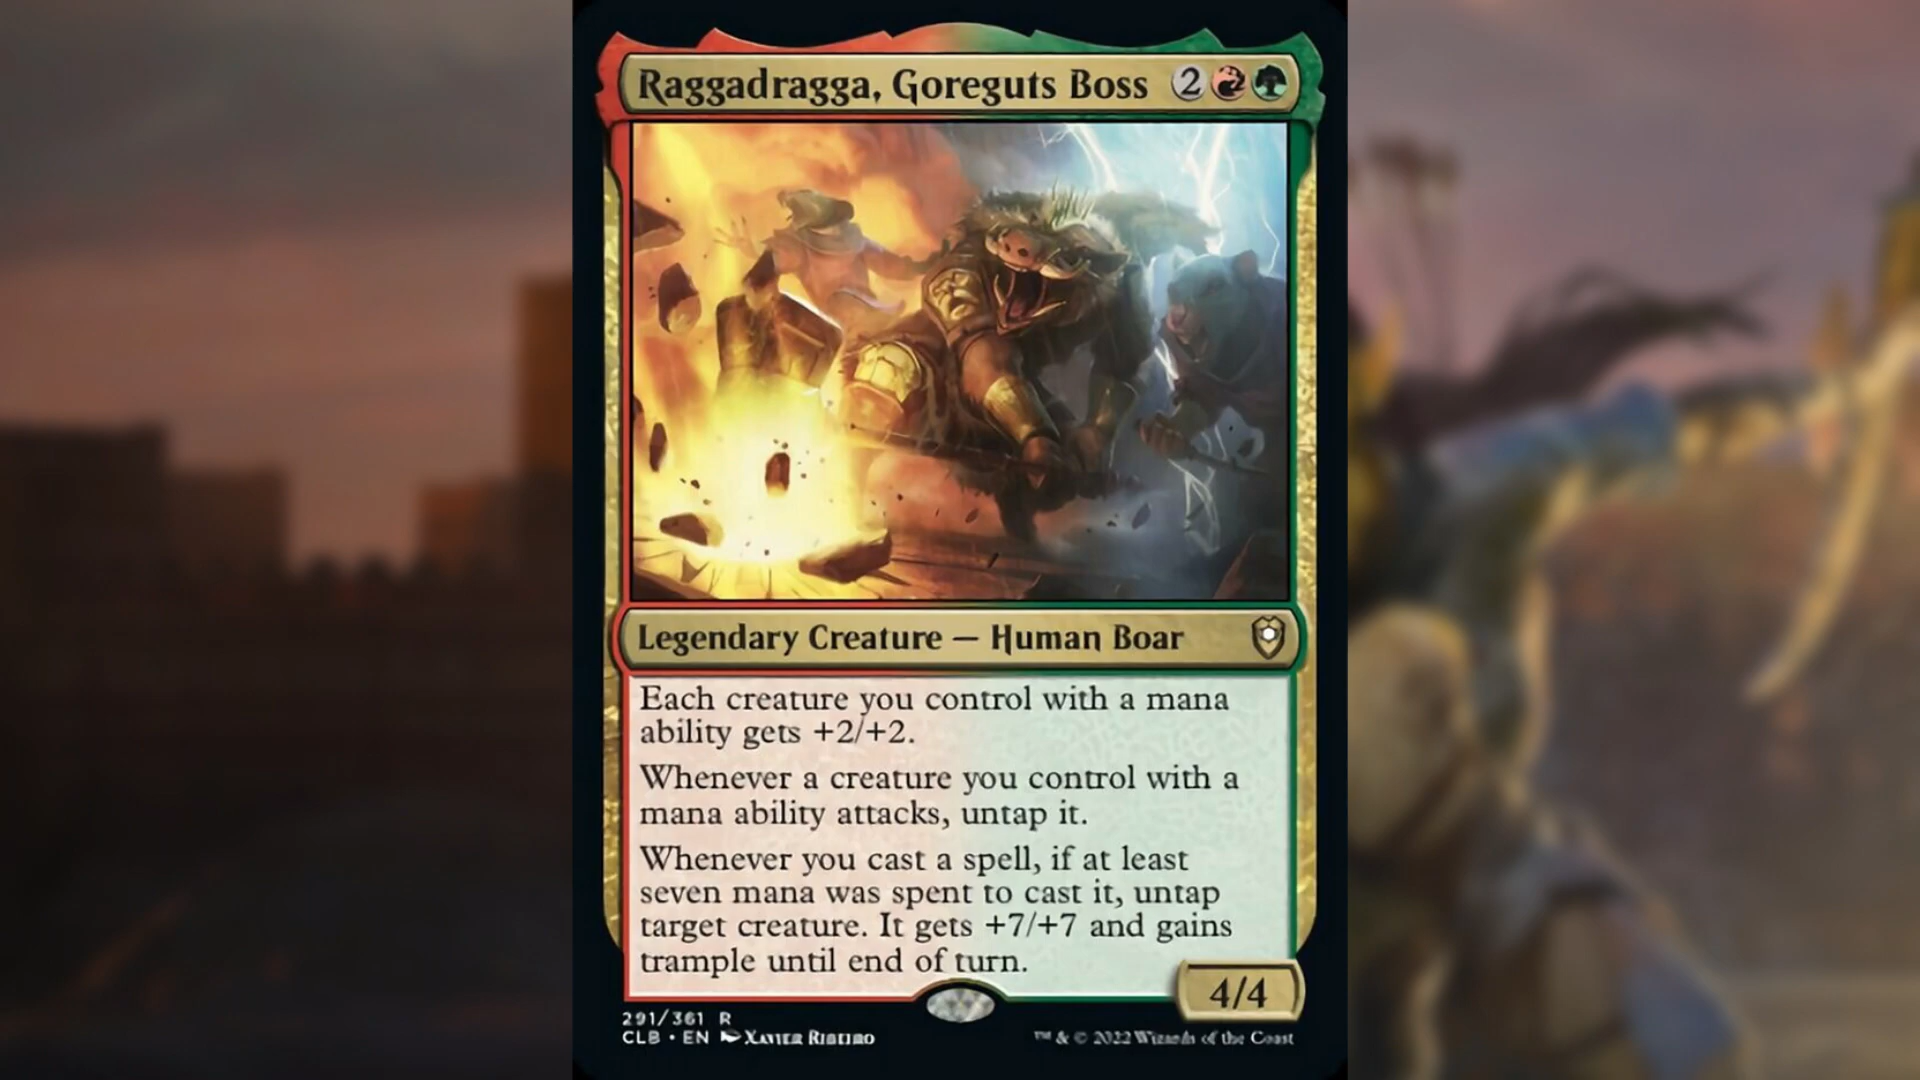 Raggadragga, Goreguts Boss 2
Legendary Creature — Human Boar
Each creature you control with a mana
ability gets +2/+2.
Whenever a creature you control with a
mana ability attacks, untap it.
Whenever you cast a spell, if at least
seven mana was spent to cast it, untap
target creature. It gets +7/+7 and gains
trample until end of turn.
4/4
291/361 R
CLB • EN Xavier Ribeiro
™ & © 2022 Wizards of the Coast